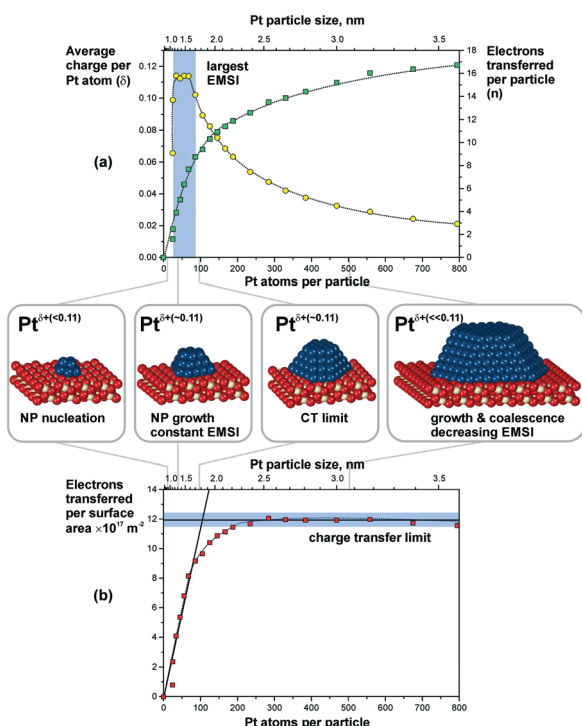 Pt particle size, nm
1.0 1.5 2.0 2.5 3.0 3.5
Average
charge per
Pt atom (δ)
largest
EMSI
Electrons
transferred
per particle
(n)
0.12
0.10
0.08
0.06
0.04
0.02
0.00
18
16
14
12
10
8
6
4
2
0
(a)
0 100 200 300 400 500 600 700 800
Pt atoms per particle
Ptδ+(<0.11)
NP nucleation
Ptδ+(~0.11)
NP growth
constant EMSI
Ptδ+(~0.11)
CT limit
Ptδ+(<<0.11)
growth & coalescence
decreasing EMSI
Pt particle size, nm
1.0 1.5 2.0 2.5 3.0 3.5
Electrons
transferred
per surface
area ×10¹⁷ m⁻²
14
12
10
8
6
4
2
0
charge transfer limit
(b)
0 100 200 300 400 500 600 700 800
Pt atoms per particle